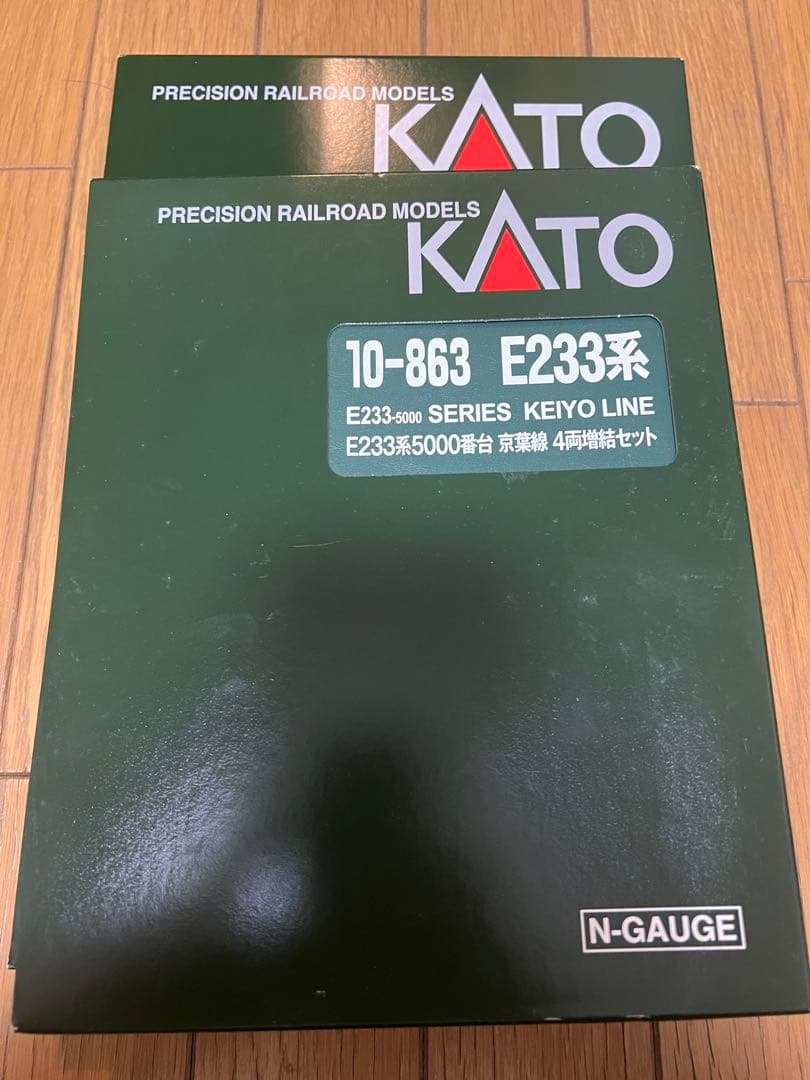 PRECISION RAILROAD MODELS
KATO
PRECISION RAILROAD MODELS
KATO
10-863 E233系
E233-5000 SERIES KEIYO LINE
E233系5000番台 京葉線 4両増結セット
N-GAUGE